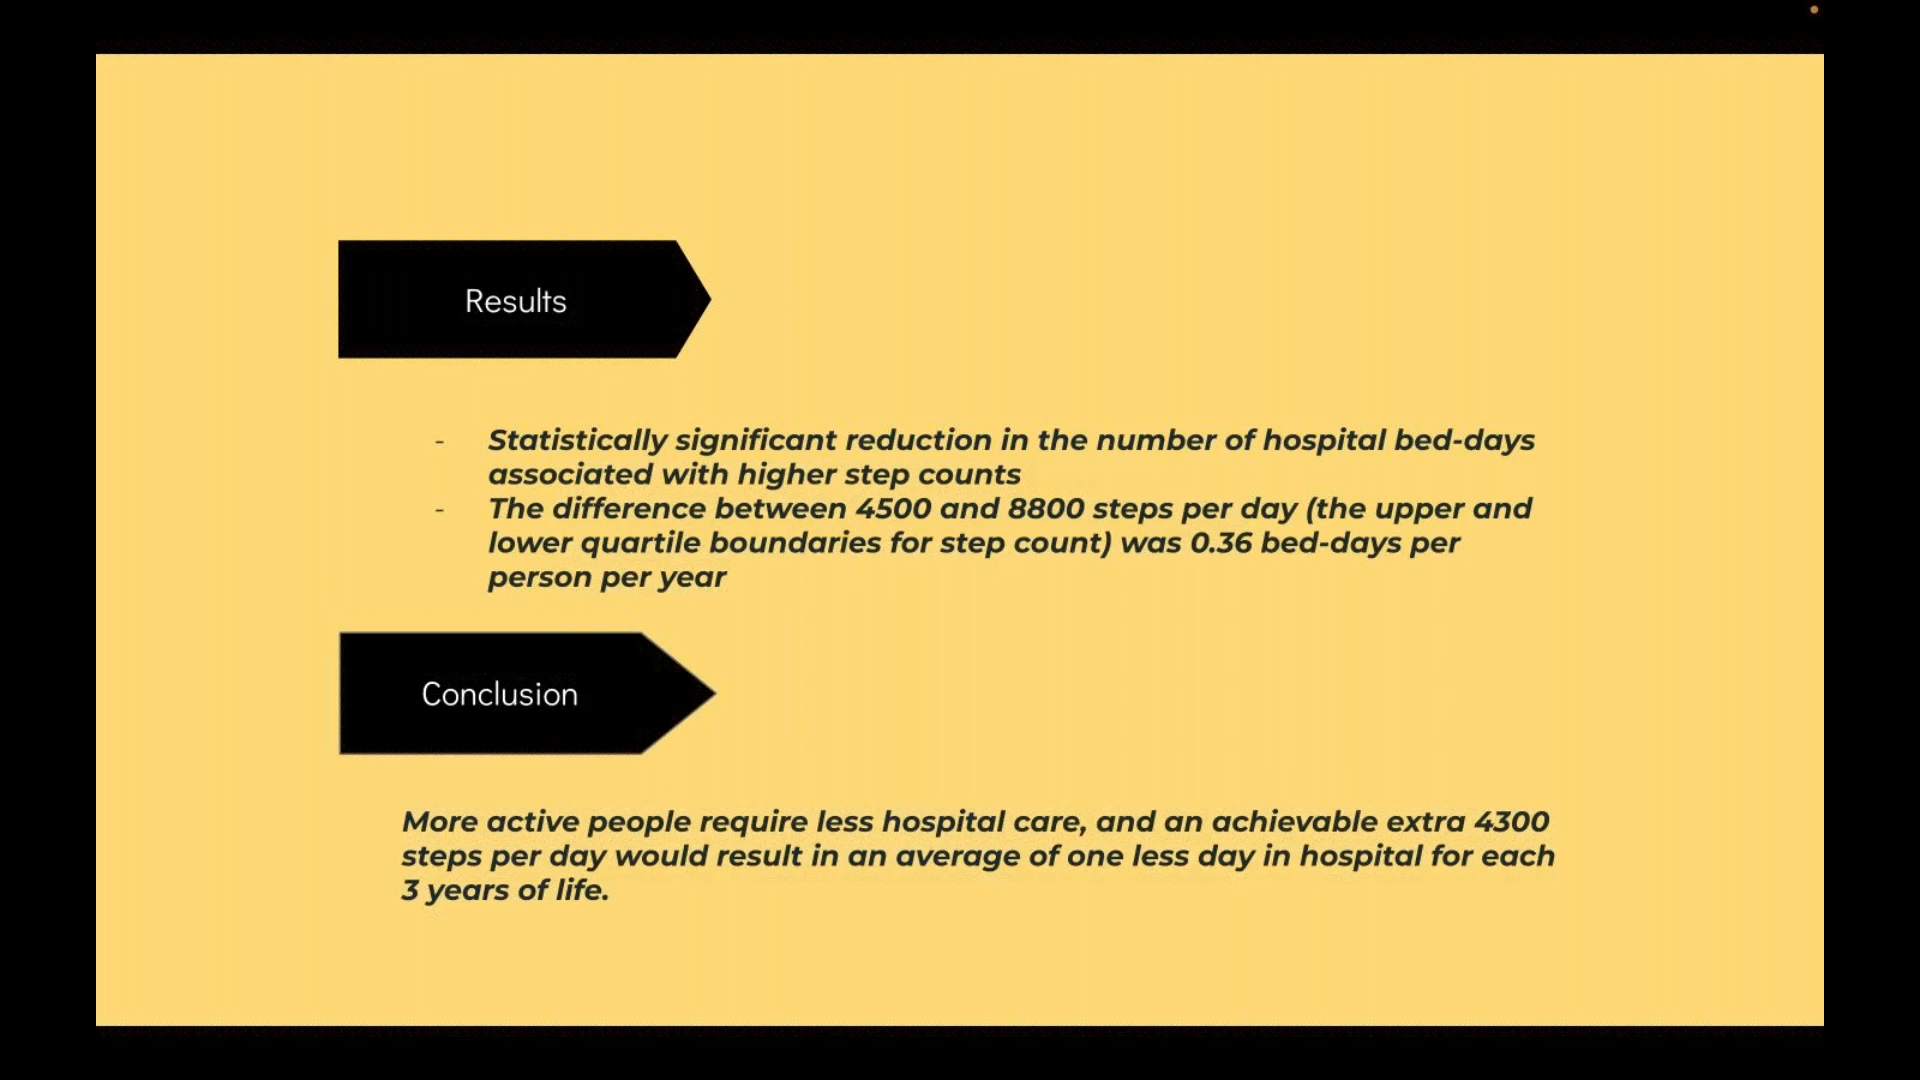 Results
- Statistically significant reduction in the number of hospital bed-days
associated with higher step counts
- The difference between 4500 and 8800 steps per day (the upper and
lower quartile boundaries for step count) was 0.36 bed-days per
person per year
Conclusion
More active people require less hospital care, and an achievable extra 4300
steps per day would result in an average of one less day in hospital for each
3 years of life.